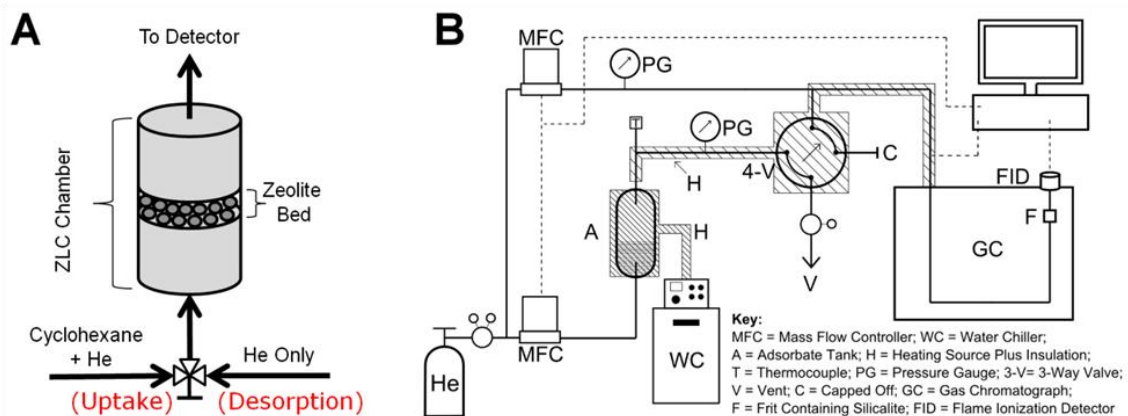 A
To Detector
ZLC Chamber
Zeolite
Bed
Cyclohexane
+ He
He Only
(Uptake)
(Desorption)
B
MFC
PG
T
PG
4-V
C
H
A
H
V
FID
F
GC
He
MFC
WC
Key:
MFC = Mass Flow Controller; WC = Water Chiller;
A = Adsorbate Tank; H = Heating Source Plus Insulation;
T = Thermocouple; PG = Pressure Gauge; 3-V= 3-Way Valve;
V = Vent; C = Capped Off; GC = Gas Chromatograph;
F = Frit Containing Silicalite; FID = Flame Ionization Detector